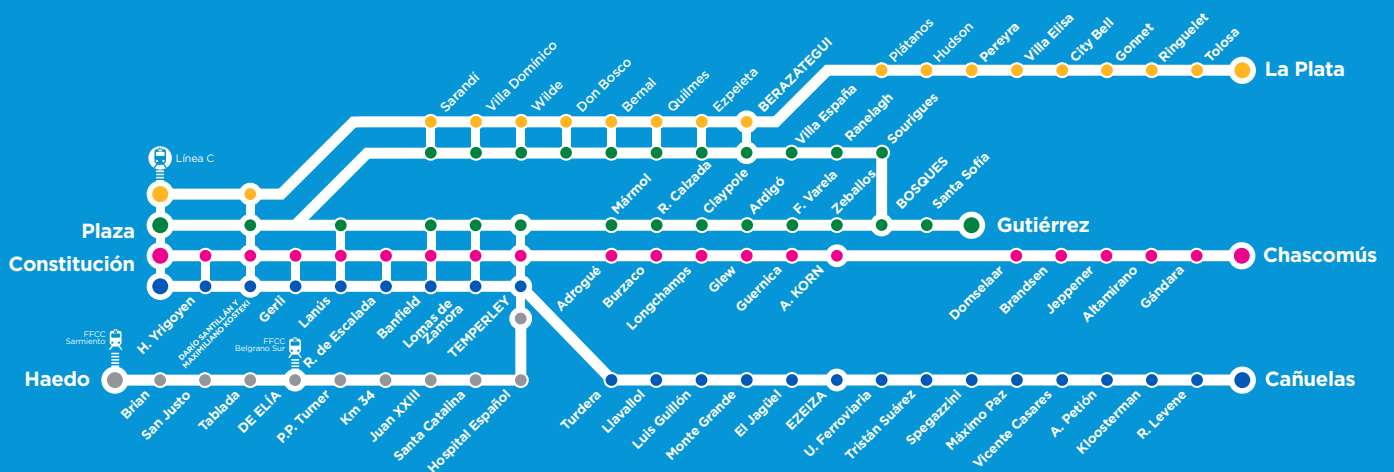 Sarandí
Villa Domínico
Wilde
Don Bosco
Bernal
Quilmes
Ezpeleta
BERAZATEGUI
Plátanos
Hudson
Pereyra
Villa Elisa
City Bell
Gonnet
Ringuelet
Tolosa
La Plata
Línea C
Villa España
Ranelagh
Sourigues
Plaza
Constitución
Mármol
R. Calzada
Claypole
Ardigó
F. Varela
Zeballos
BOSQUES
Santa Sofía
Gutiérrez
H. Yrigoyen
DARÍO SANTILLÁN Y
MAXIMILIANO KOSTEKI
Gerli
Lanús
R. de Escalada
Banfield
Lomas de
Zamora
TEMPERLEY
Adrogué
Burzaco
Longchamps
Glew
Guernica
A. KORN
Domselaar
Brandsen
Jeppener
Altamirano
Gándara
Chascomús
FFCC
Sarmiento
FFCC
Belgrano Sur
Haedo
Brian
San Justo
Tablada
DE ELÍA
P.P. Turner
Km 34
Juan XXIII
Santa Catalina
Hospital Español
Turdera
Llavallol
Luis Guillón
Monte Grande
El Jagüel
EZEIZA
U. Ferroviaria
Tristán Suárez
Spegazzini
Máximo Paz
Vicente Casares
A. Petión
Kloosterman
R. Levene
Cañuelas